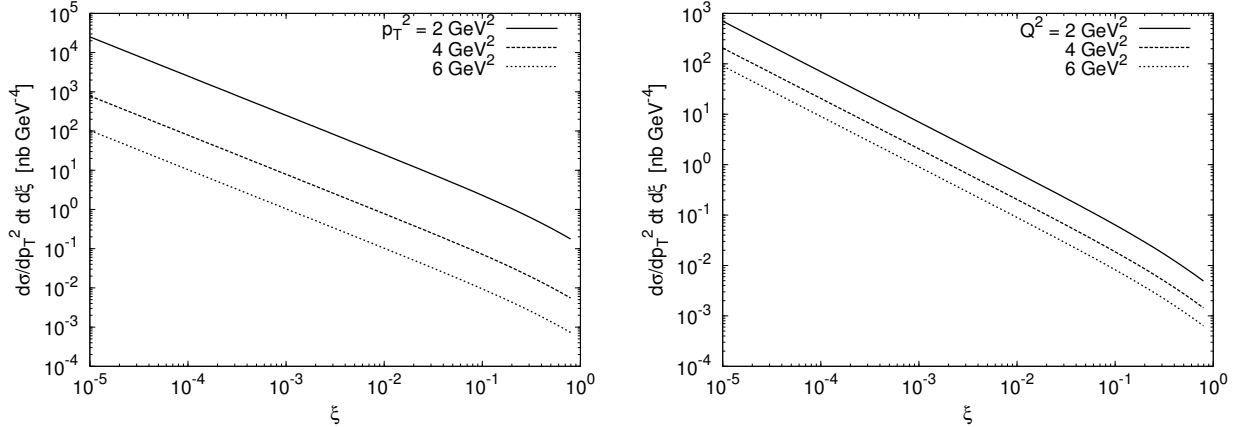 10^5
10^4
10^3
10^2
10^1
10^0
10^-1
10^-2
10^-3
10^-4
10^-5 10^-4 10^-3 10^-2 10^-1 10^0
ξ
dσ/dp_T^2 dt dξ [nb GeV^-4]
p_T^2 = 2 GeV^2
4 GeV^2
6 GeV^2
10^3
10^2
10^1
10^0
10^-1
10^-2
10^-3
10^-4
10^-5 10^-4 10^-3 10^-2 10^-1 10^0
ξ
dσ/dp_T^2 dt dξ [nb GeV^-4]
Q^2 = 2 GeV^2
4 GeV^2
6 GeV^2